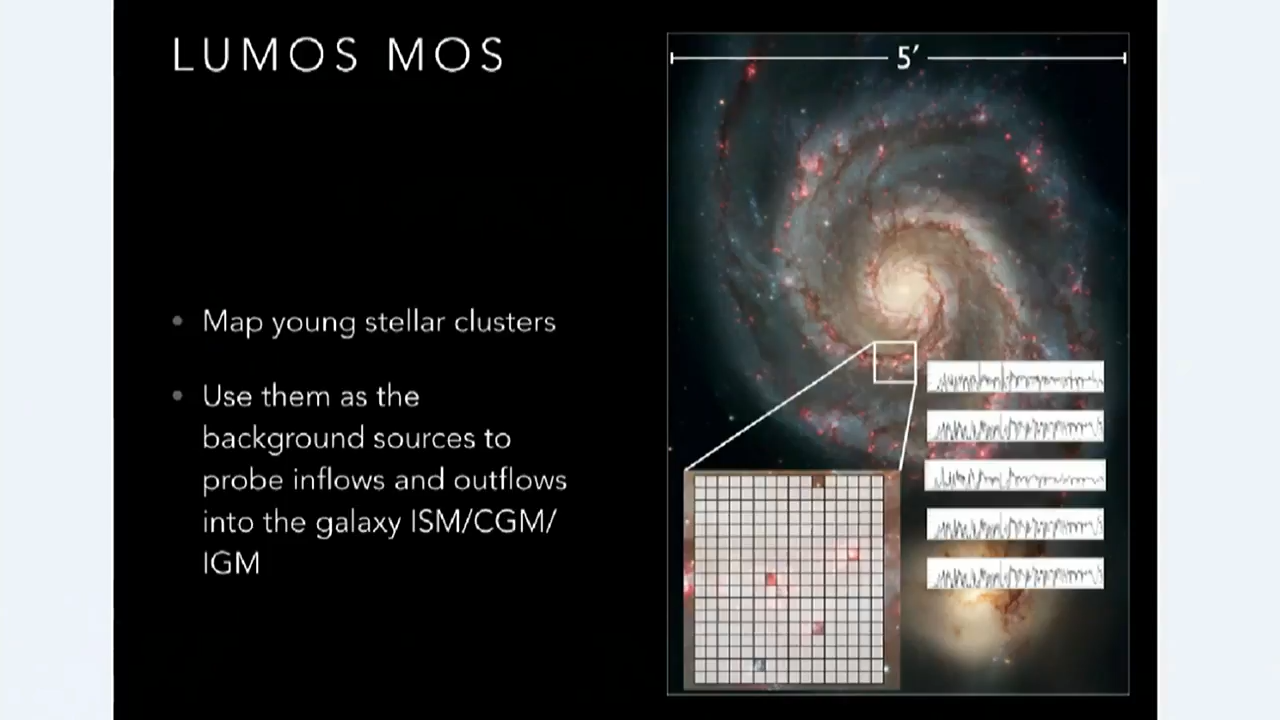 LUMOS MOS
5′
• Map young stellar clusters
• Use them as the
background sources to
probe inflows and outflows
into the galaxy ISM/CGM/
IGM